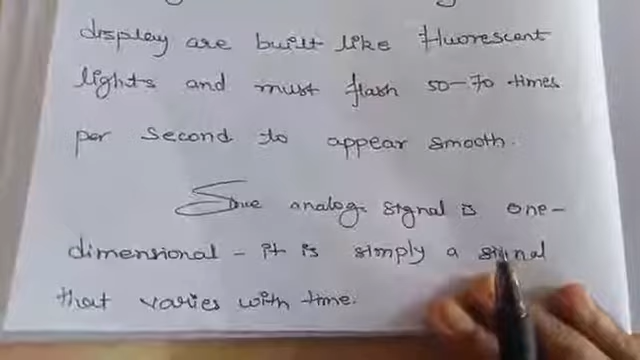 display are built like fluorescent
lights and must flash 50-70 times
per second to appear smooth.
Since analog signal is one-
dimensional - it is simply a signal
that varies with time.